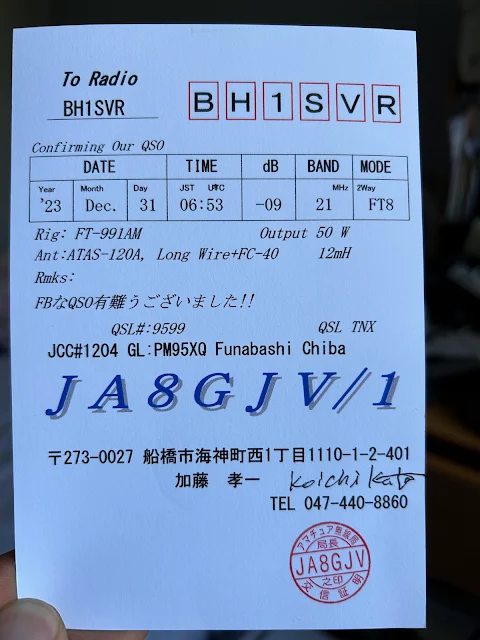 To Radio
BH1SVR
BH1SVR
Confirming Our QSO
DATE TIME dB BAND MODE
Year Month Day JST UTC MHz 2Way
'23 Dec. 31 06:53 -09 21 FT8
Rig: FT-991AM Output 50 W
Ant:ATAS-120A, Long Wire+FC-40 12mH
Rmks:
FBなQSO有難うございました!!
QSL#:9599 QSL TNX
JCC#1204 GL:PM95XQ Funabashi Chiba
JA8GJV/1
〒273-0027 船橋市海神町西1丁目1110-1-2-401
加藤 孝一 Koichi Kato
TEL 047-440-8860
アマチュア無線局
局長
JA8GJV
之印
交信証明